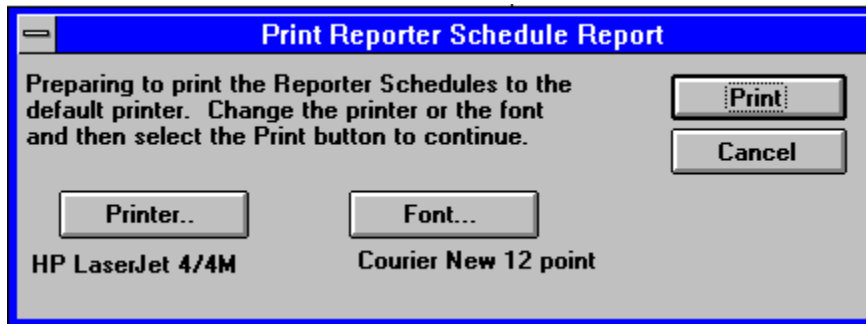 Print Reporter Schedule Report
Preparing to print the Reporter Schedules to the
default printer.  Change the printer or the font
and then select the Print button to continue.
Print
Cancel
Printer..
Font...
HP LaserJet 4/4M
Courier New 12 point